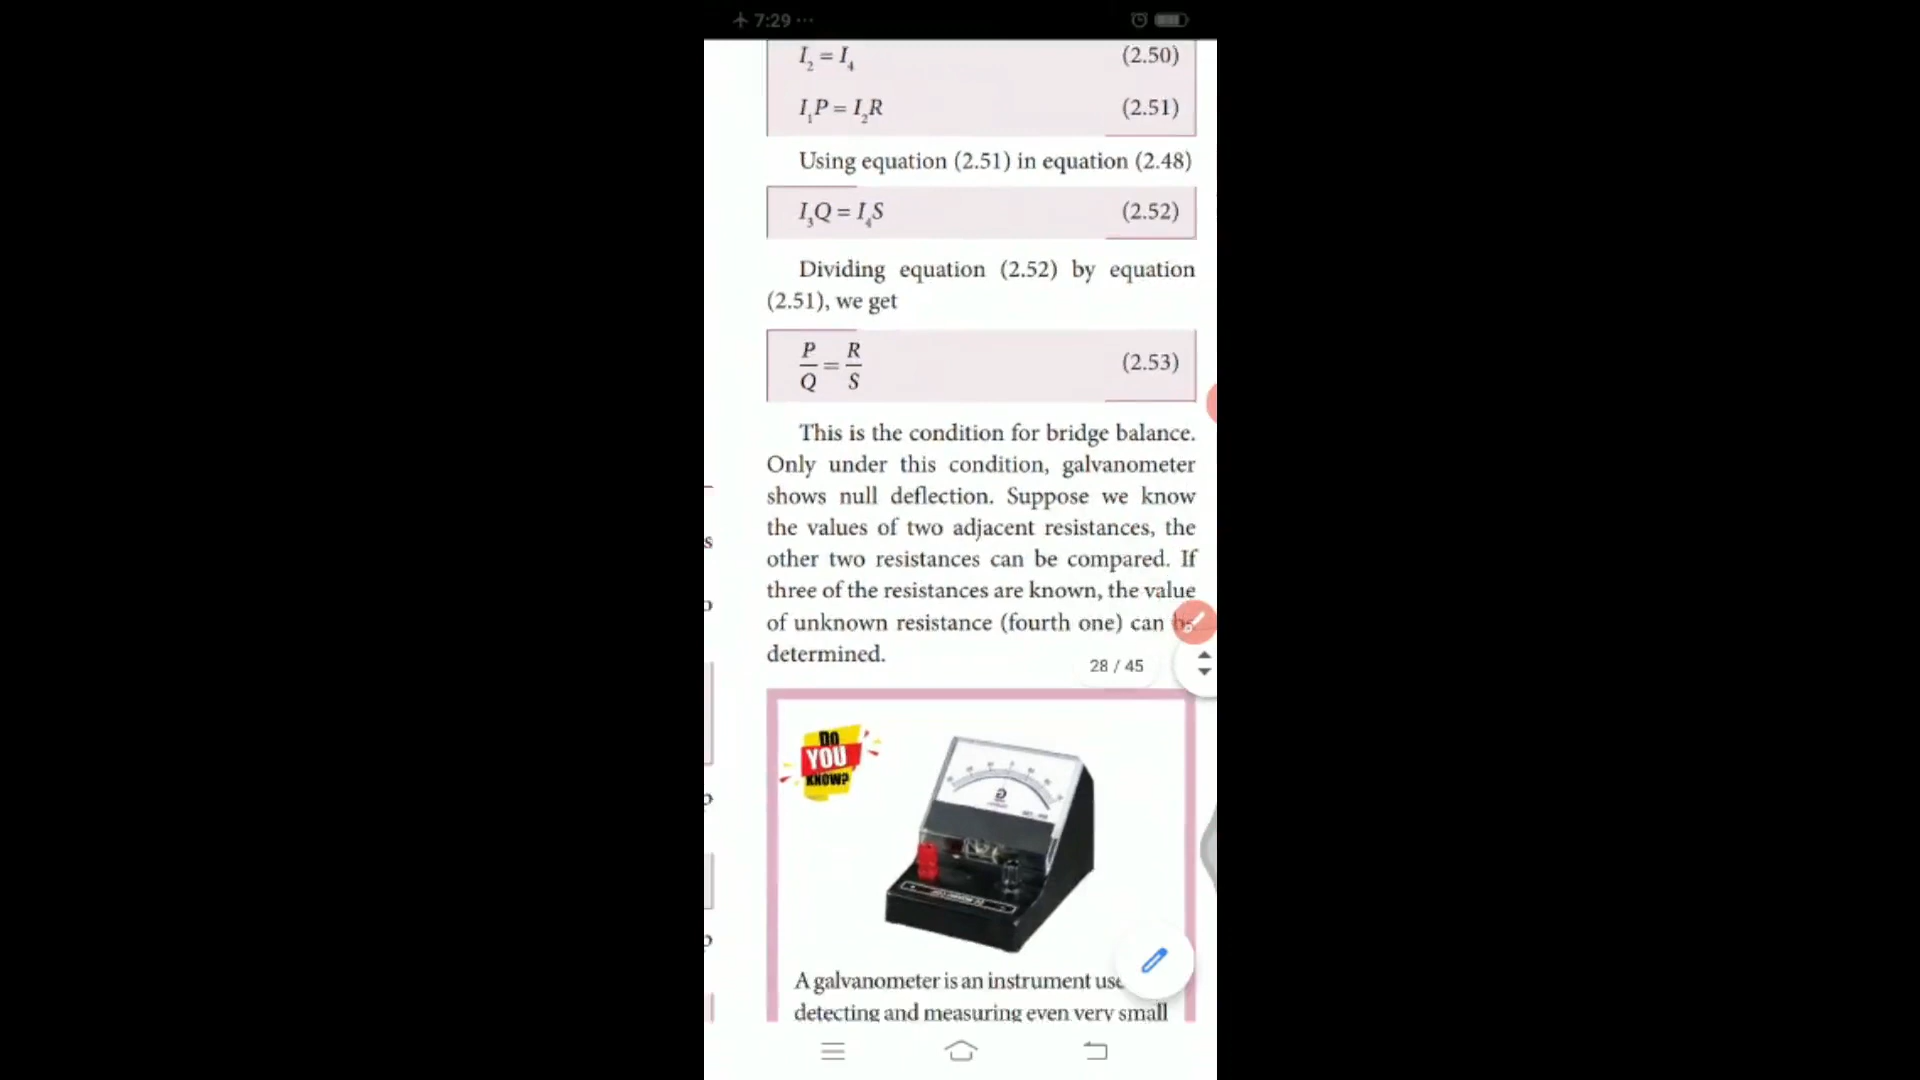 7:29 ...
I₂ = I₄ (2.50)
I₁P = I₂R (2.51)
Using equation (2.51) in equation (2.48)
I₃Q = I₄S (2.52)
Dividing equation (2.52) by equation
(2.51), we get
P/Q = R/S (2.53)
This is the condition for bridge balance.
Only under this condition, galvanometer
shows null deflection. Suppose we know
the values of two adjacent resistances, the
other two resistances can be compared. If
three of the resistances are known, the value
of unknown resistance (fourth one) can
determined.
28 / 45
DO
YOU
KNOW?
G
A galvanometer is an instrument
detecting and measuring even very small